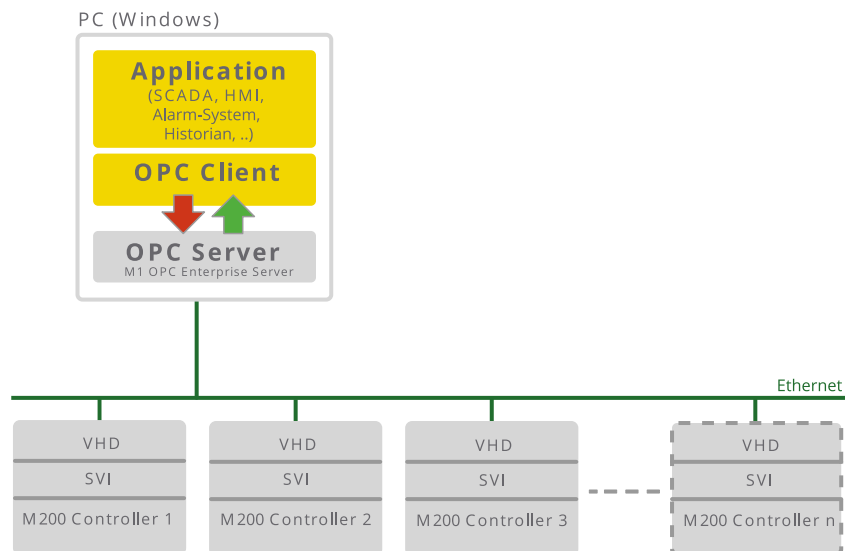 PC (Windows)
Application
(SCADA, HMI,
Alarm-System,
Historian, ..)
OPC Client
OPC Server
M1 OPC Enterprise Server
Ethernet
VHD
SVI
M200 Controller 1
VHD
SVI
M200 Controller 2
VHD
SVI
M200 Controller 3
VHD
SVI
M200 Controller n